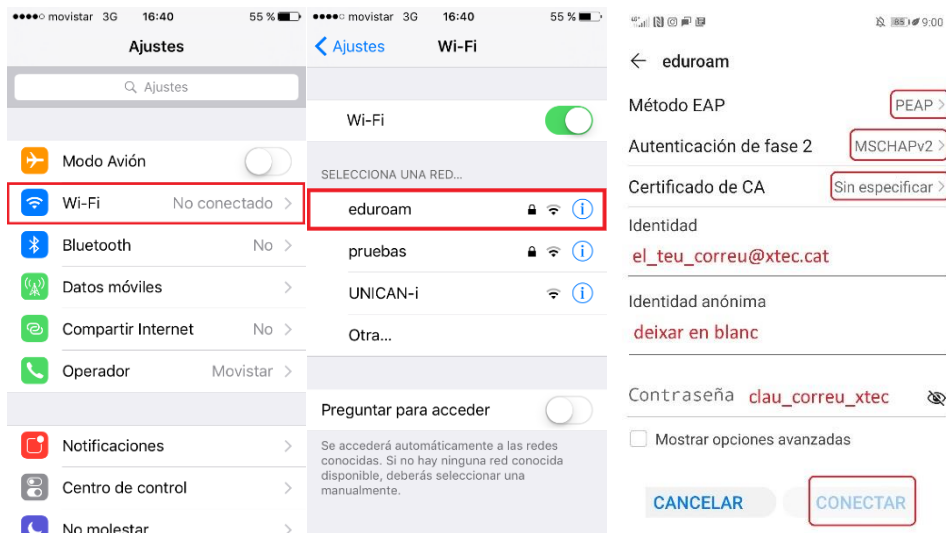 movistar 3G 16:40 55 %
Ajustes
Ajustes
Modo Avión
Wi-Fi No conectado
Bluetooth No
Datos móviles
Compartir Internet No
Operador Movistar
Notificaciones
Centro de control
No molestar
movistar 3G 16:40 55 %
Ajustes Wi-Fi
Wi-Fi
SELECCIONA UNA RED...
eduroam
pruebas
UNICAN-i
Otra...
Preguntar para acceder
Se accederá automáticamente a las redes
conocidas. Si no hay ninguna red conocida
disponible, deberás seleccionar una
manualmente.
85 9:00
eduroam
Método EAP PEAP
Autenticación de fase 2 MSCHAPv2
Certificado de CA Sin especificar
Identidad
el_teu_correu@xtec.cat
Identidad anónima
deixar en blanc
Contraseña clau_correu_xtec
Mostrar opciones avanzadas
CANCELAR CONECTAR